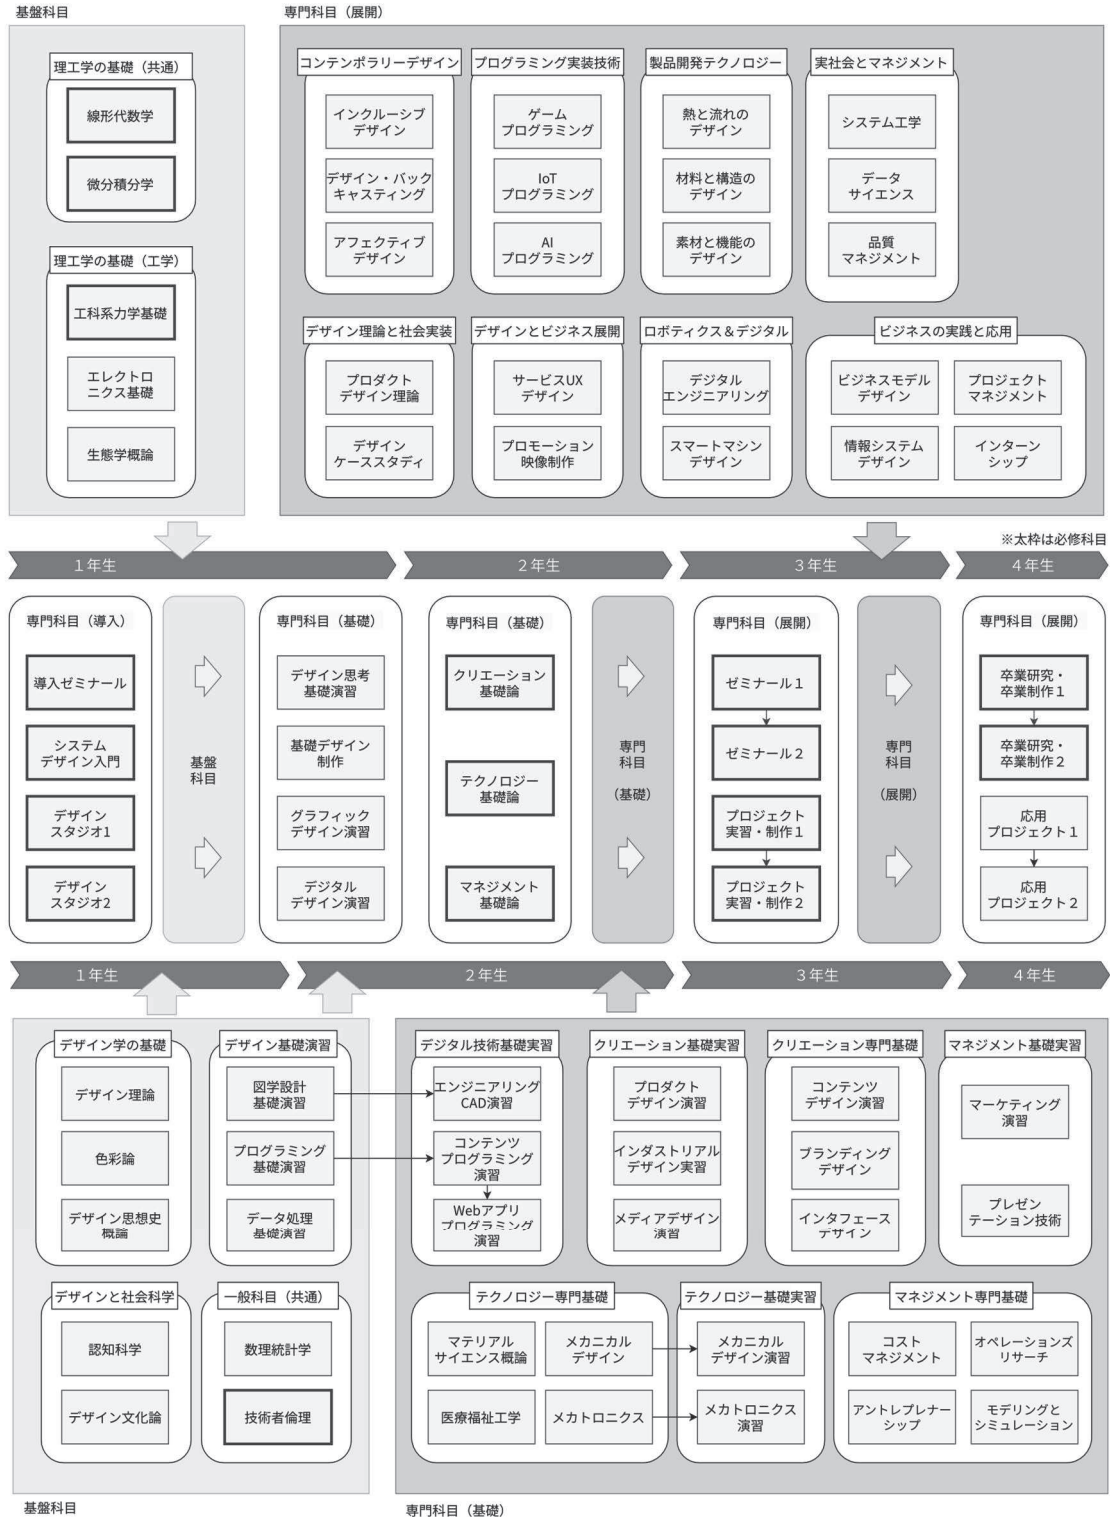 基盤科目
理工学の基礎（共通）
線形代数学
微分積分学
理工学の基礎（工学）
工科系力学基礎
エレクトロ
ニクス基礎
生態学概論
専門科目（展開）
コンテンポラリーデザイン
インクルーシブ
デザイン
デザイン・バック
キャスティング
アフェクティブ
デザイン
プログラミング実装技術
ゲーム
プログラミング
IoT
プログラミング
AI
プログラミング
製品開発テクノロジー
熱と流れの
デザイン
材料と構造の
デザイン
素材と機能の
デザイン
実社会とマネジメント
システム工学
データ
サイエンス
品質
マネジメント
デザイン理論と社会実装
プロダクト
デザイン理論
デザイン
ケーススタディ
デザインとビジネス展開
サービスUX
デザイン
プロモーション
映像制作
ロボティクス＆デジタル
デジタル
エンジニアリング
スマートマシン
デザイン
ビジネスの実践と応用
ビジネスモデル
デザイン
プロジェクト
マネジメント
情報システム
デザイン
インターン
シップ
※太枠は必修科目
１年生
２年生
３年生
４年生
専門科目（導入）
導入ゼミナール
システム
デザイン入門
デザイン
スタジオ1
デザイン
スタジオ2
基盤
科目
専門科目（基礎）
デザイン思考
基礎演習
基礎デザイン
制作
グラフィック
デザイン演習
デジタル
デザイン演習
専門科目（基礎）
クリエーション
基礎論
テクノロジー
基礎論
マネジメント
基礎論
専門
科目
（基礎）
専門科目（展開）
ゼミナール１
ゼミナール２
プロジェクト
実習・制作1
プロジェクト
実習・制作2
専門
科目
（展開）
専門科目（展開）
卒業研究・
卒業制作１
卒業研究・
卒業制作２
応用
プロジェクト１
応用
プロジェクト２
１年生
２年生
３年生
４年生
デザイン学の基礎
デザイン理論
色彩論
デザイン思想史
概論
デザイン基礎演習
図学設計
基礎演習
プログラミング
基礎演習
データ処理
基礎演習
デザインと社会科学
認知科学
デザイン文化論
一般科目（共通）
数理統計学
技術者倫理
基盤科目
デジタル技術基礎実習
エンジニアリング
CAD演習
コンテンツ
プログラミング
演習
Webアプリ
プログラミング
演習
クリエーション基礎実習
プロダクト
デザイン演習
インダストリアル
デザイン実習
メディアデザイン
演習
クリエーション専門基礎
コンテンツ
デザイン演習
ブランディング
デザイン
インタフェース
デザイン
マネジメント基礎実習
マーケティング
演習
プレゼン
テーション技術
テクノロジー専門基礎
マテリアル
サイエンス概論
メカニカル
デザイン
医療福祉工学
メカトロニクス
テクノロジー基礎実習
メカニカル
デザイン演習
メカトロニクス
演習
マネジメント専門基礎
コスト
マネジメント
オペレーションズ
リサーチ
アントレプレナー
シップ
モデリングと
シミュレーション
専門科目（基礎）